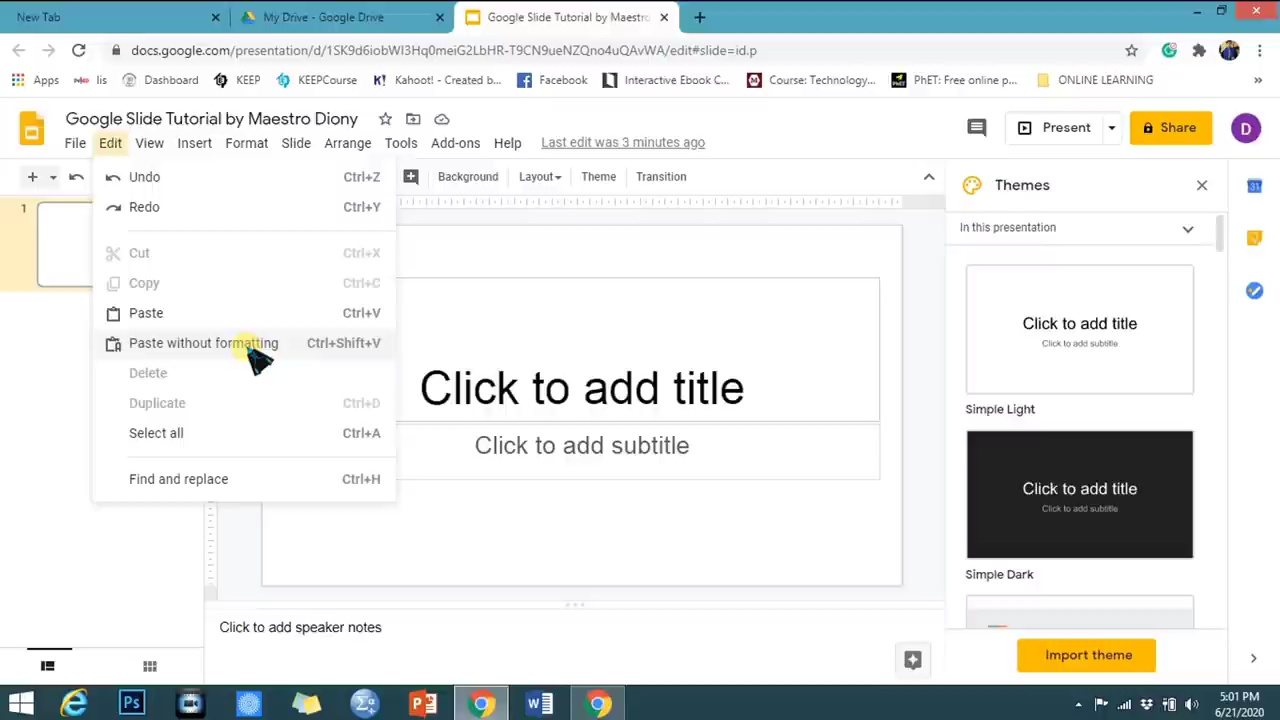 New Tab
My Drive - Google Drive
Google Slide Tutorial by Maestro
docs.google.com/presentation/d/1SK9d6iobWI3Hq0meiG2LbHR-T9CN9ueNZQno4uQAvWA/edit#slide=id.p
Apps
lis
Dashboard
KEEP
KEEPCourse
Kahoot! - Created b...
Facebook
Interactive Ebook C...
Course: Technology...
PhET: Free online p...
ONLINE LEARNING
»
Google Slide Tutorial by Maestro Diony
File Edit View Insert Format Slide Arrange Tools Add-ons Help Last edit was 3 minutes ago
Present
Share
D
Background
Layout
Theme
Transition
Undo Ctrl+Z
Redo Ctrl+Y
Cut Ctrl+X
Copy Ctrl+C
Paste Ctrl+V
Paste without formatting Ctrl+Shift+V
Delete
Duplicate Ctrl+D
Select all Ctrl+A
Find and replace Ctrl+H
1
Click to add title
Click to add subtitle
Click to add speaker notes
Themes
In this presentation
Click to add title
Click to add subtitle
Simple Light
Click to add title
Click to add subtitle
Simple Dark
Import theme
31
Ps
5:01 PM
6/21/2020